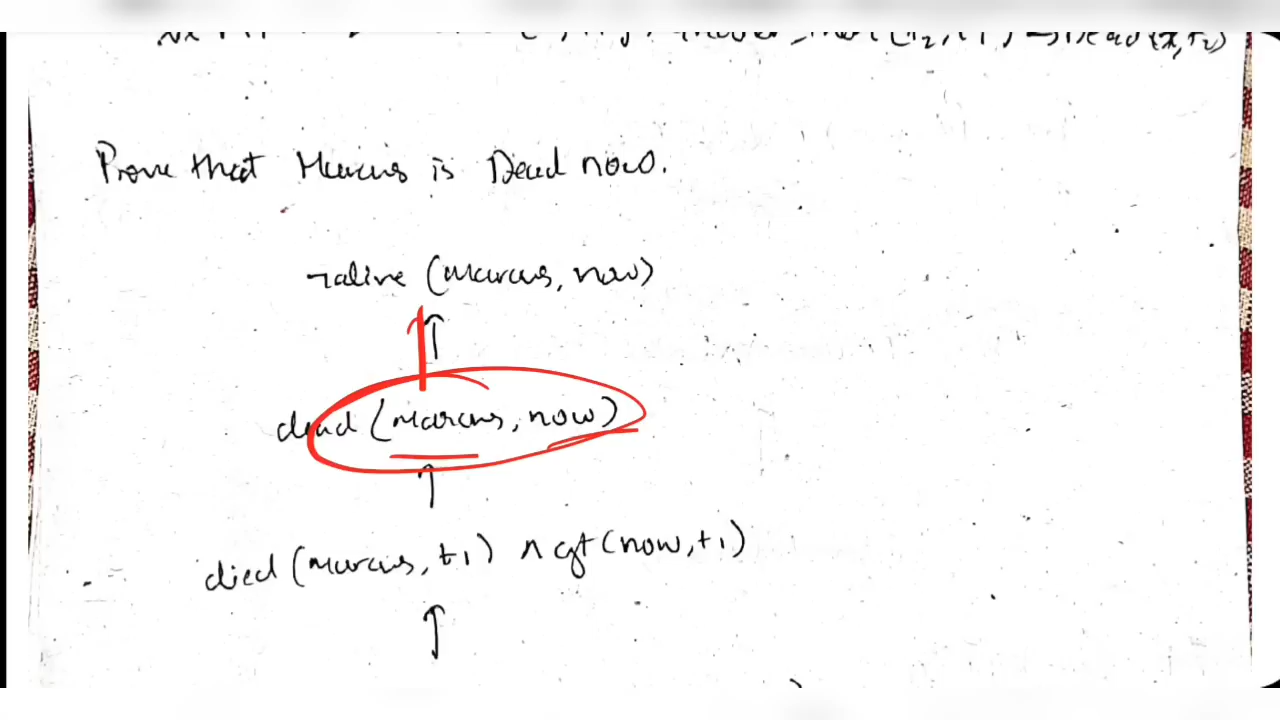 Prove that Marcus is Dead now.
¬alive (marcus, now)
↑
dead (marcus, now)
↑
died (marcus, t1) ∧ gt (now, t1)
↑